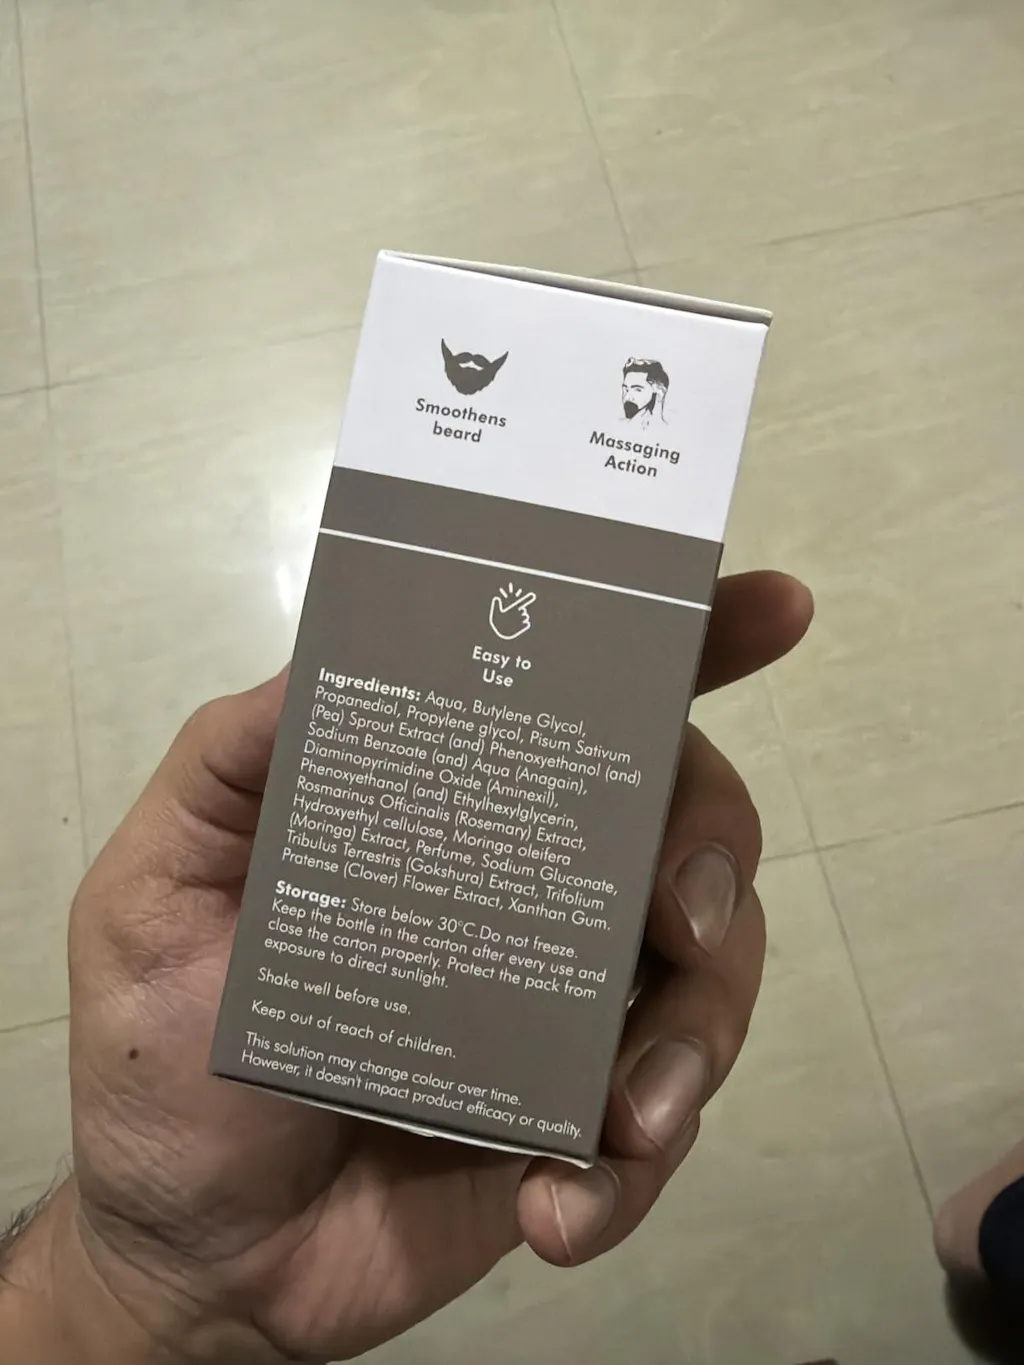 Smoothens
beard
Massaging
Action
Easy to
Use
Ingredients: Aqua, Butylene Glycol,
Propanediol, Propylene glycol, Pisum Sativum
(Pea) Sprout Extract (and) Phenoxyethanol (and)
Sodium Benzoate (and) Aqua (Anagain),
Diaminopyrimidine Oxide (Aminexil),
Phenoxyethanol (and) Ethylhexylglycerin,
Rosmarinus Officinalis (Rosemary) Extract,
Hydroxyethyl cellulose, Moringa oleifera
(Moringa) Extract, Perfume, Sodium Gluconate,
Tribulus Terrestris (Gokshura) Extract, Trifolium
Pratense (Clover) Flower Extract, Xanthan Gum.
Storage: Store below 30°C.Do not freeze.
Keep the bottle in the carton after every use and
close the carton properly. Protect the pack from
exposure to direct sunlight.
Shake well before use.
Keep out of reach of children.
This solution may change colour over time.
However, it doesn't impact product efficacy or quality.